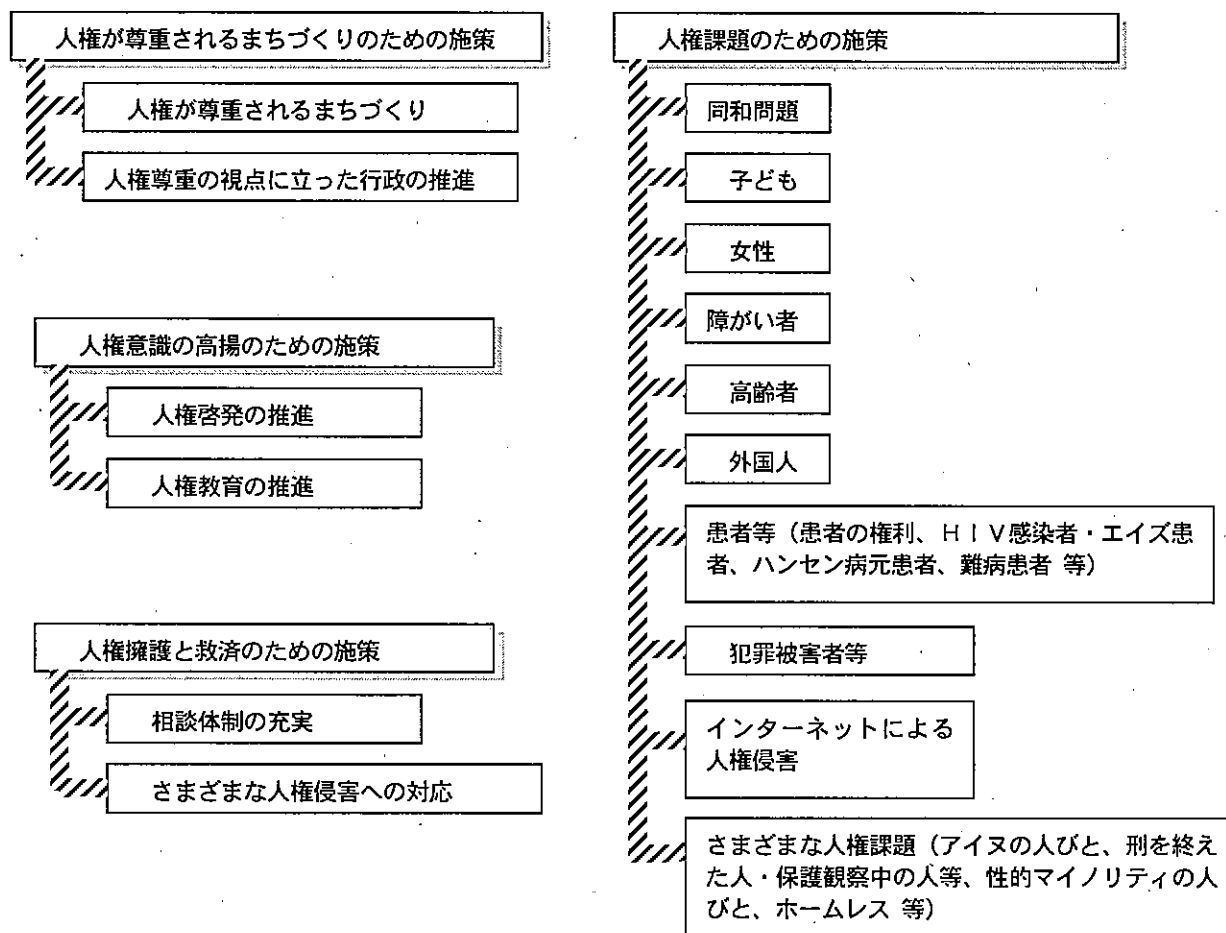 人権が尊重されるまちづくりのための施策
人権が尊重されるまちづくり
人権尊重の視点に立った行政の推進
人権意識の高揚のための施策
人権啓発の推進
人権教育の推進
人権擁護と救済のための施策
相談体制の充実
さまざまな人権侵害への対応
人権課題のための施策
同和問題
子ども
女性
障がい者
高齢者
外国人
患者等（患者の権利、ＨＩＶ感染者・エイズ患
者、ハンセン病元患者、難病患者 等）
犯罪被害者等
インターネットによる
人権侵害
さまざまな人権課題（アイヌの人びと、刑を終え
た人・保護観察中の人等、性的マイノリティの人
びと、ホームレス 等）